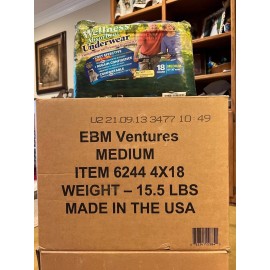 Wellness
Underwear
18
U2 21:09:13 3477 10:49
EBM Ventures
MEDIUM
ITEM 6244 4X18
WEIGHT – 15.5 LBS
MADE IN THE USA